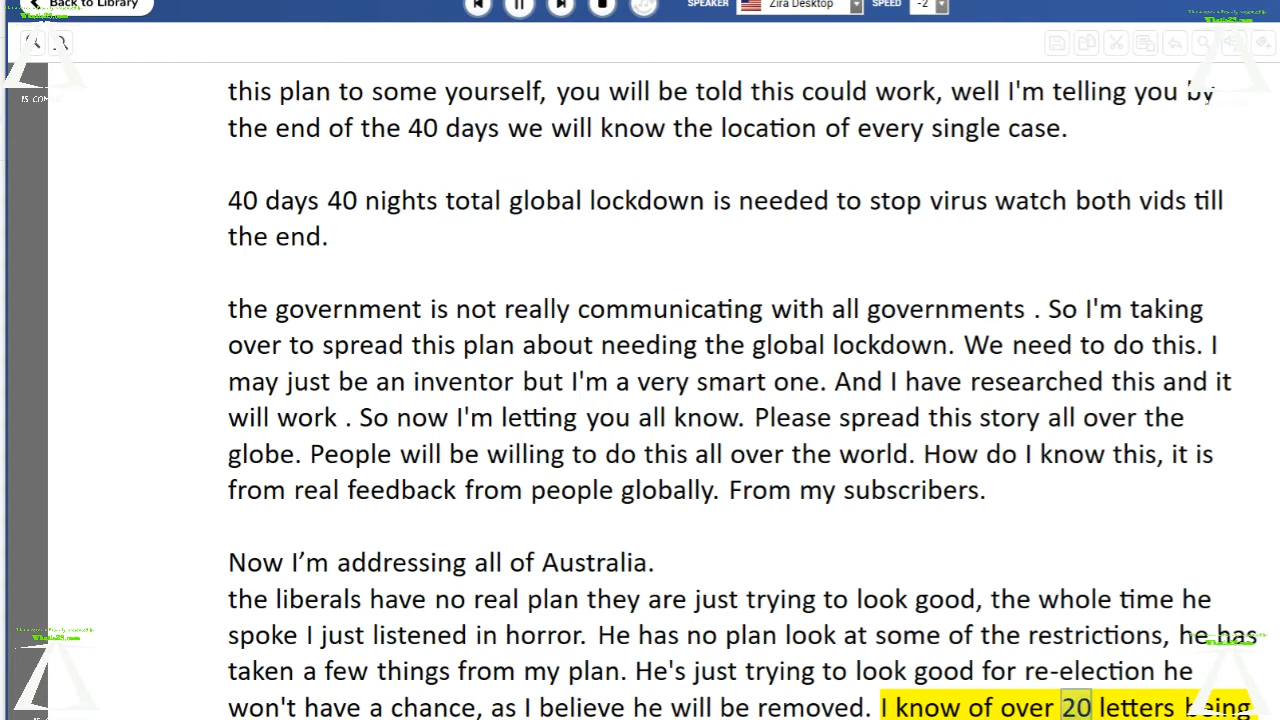 Back to Library
SPEAKER
Zira Desktop
SPEED
-2
this plan to some yourself, you will be told this could work, well I'm telling you by
the end of the 40 days we will know the location of every single case.
40 days 40 nights total global lockdown is needed to stop virus watch both vids till
the end.
the government is not really communicating with all governments . So I'm taking
over to spread this plan about needing the global lockdown. We need to do this. I
may just be an inventor but I'm a very smart one. And I have researched this and it
will work . So now I'm letting you all know. Please spread this story all over the
globe. People will be willing to do this all over the world. How do I know this, it is
from real feedback from people globally. From my subscribers.
Now I’m addressing all of Australia.
the liberals have no real plan they are just trying to look good, the whole time he
spoke I just listened in horror. He has no plan look at some of the restrictions, he has
taken a few things from my plan. He's just trying to look good for re-election he
won't have a chance, as I believe he will be removed. I know of over 20 letters being